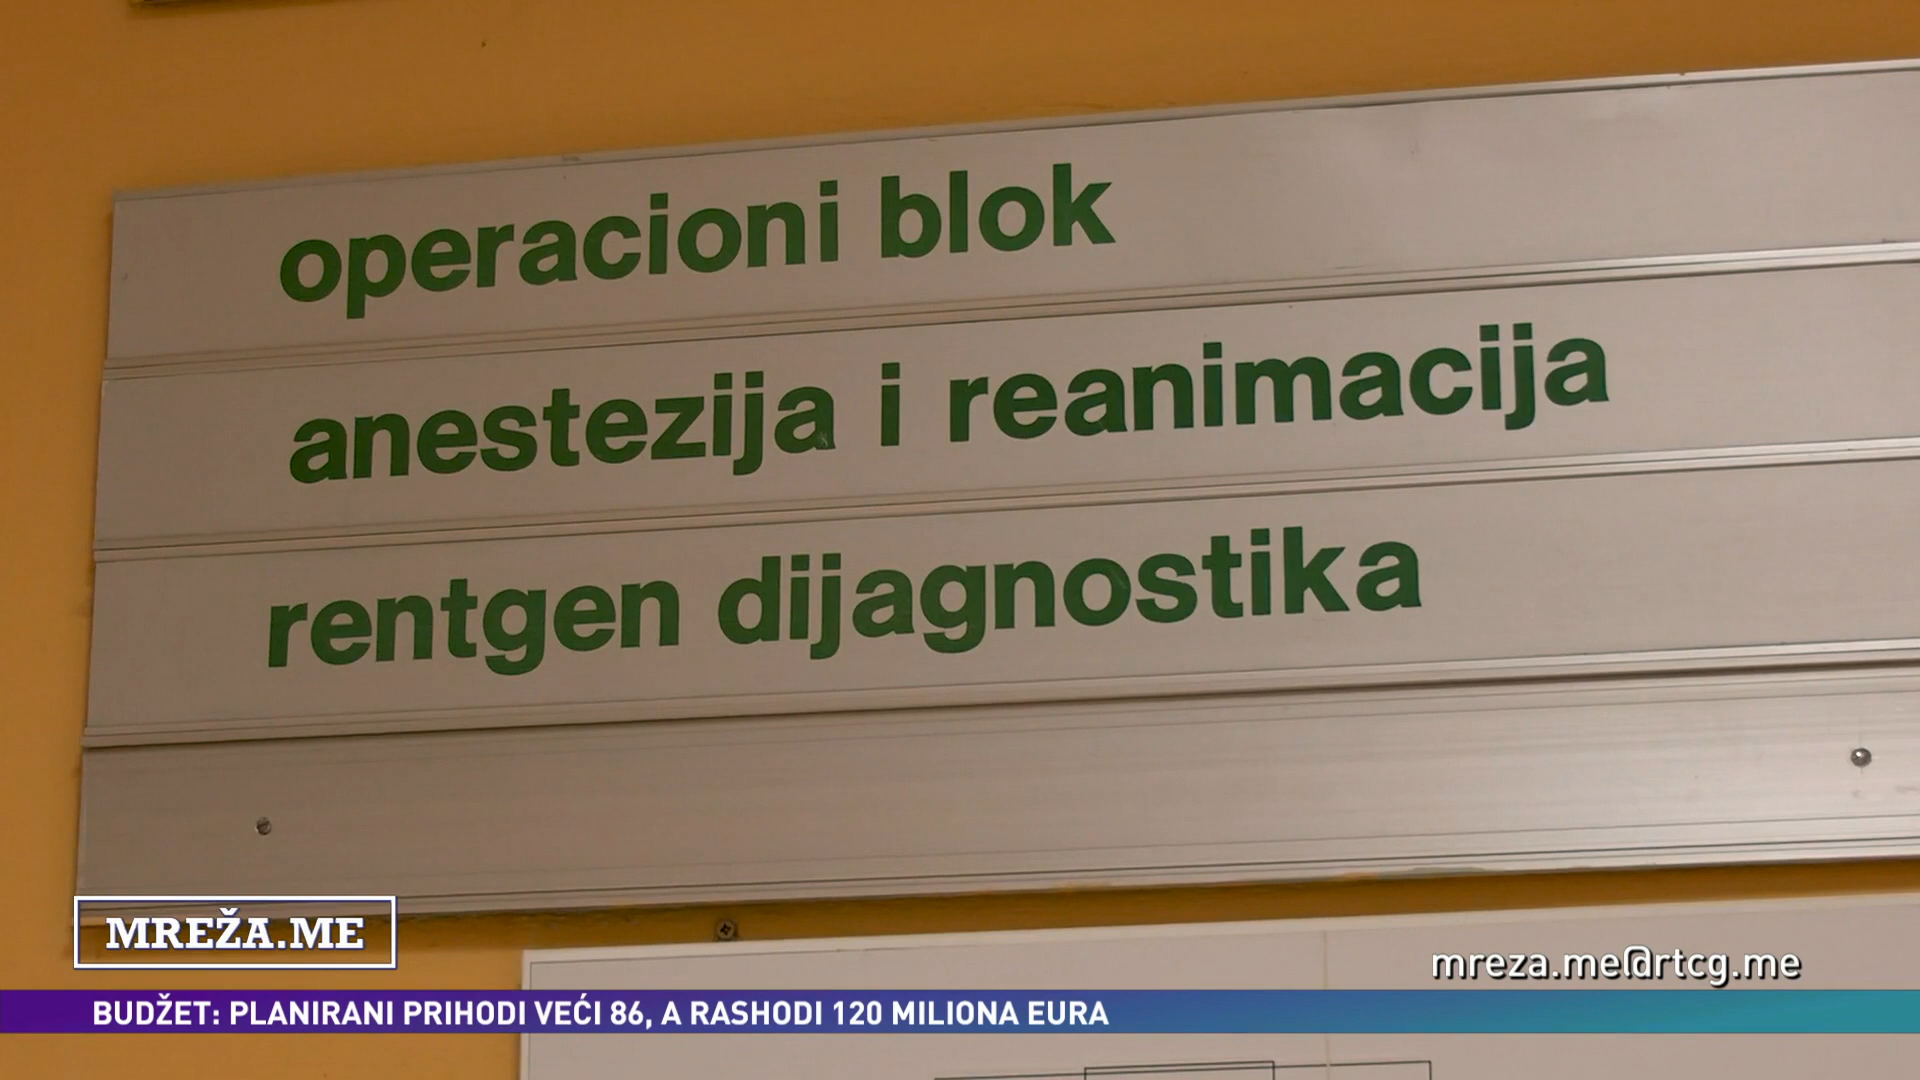 operacioni blok
anestezija i reanimacija
rentgen dijagnostika
MREŽA.ME
mreza.me@rtcg.me
BUDŽET: PLANIRANI PRIHODI VEĆI 86, A RASHODI 120 MILIONA EURA